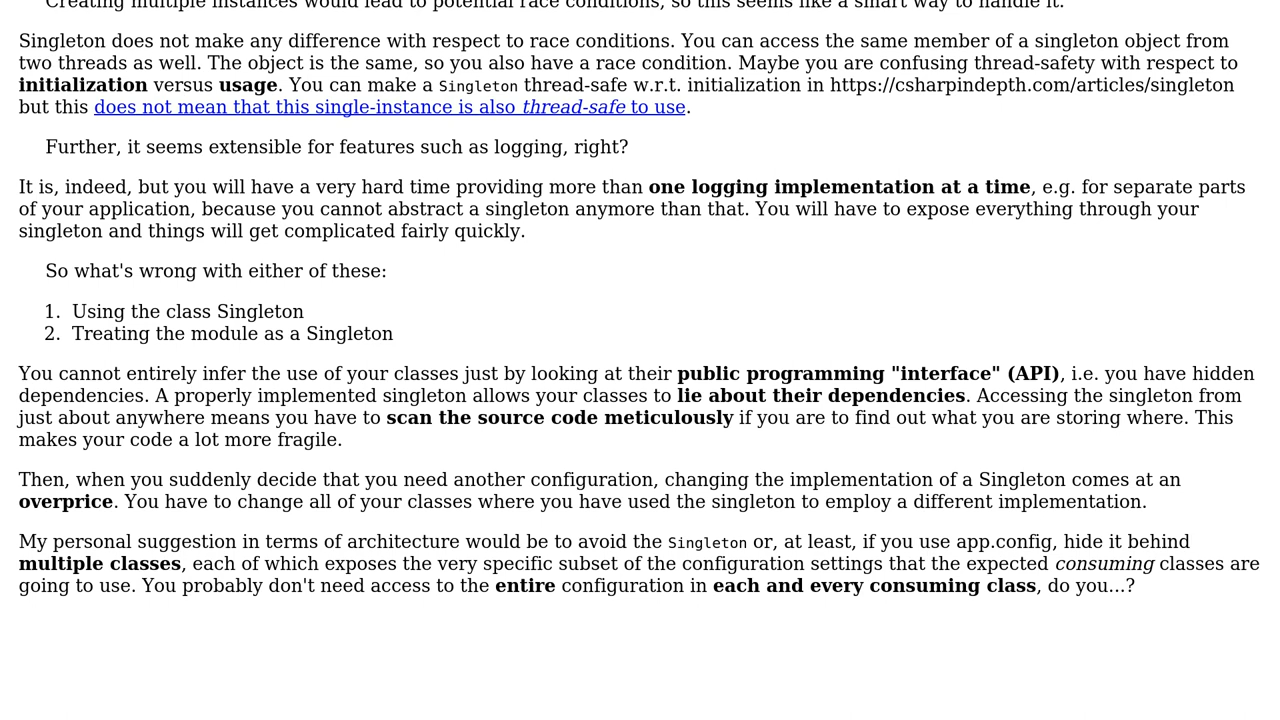 Creating multiple instances would lead to potential race conditions, so this seems like a smart way to handle it.
Singleton does not make any difference with respect to race conditions. You can access the same member of a singleton object from
two threads as well. The object is the same, so you also have a race condition. Maybe you are confusing thread-safety with respect to
initialization versus usage. You can make a Singleton thread-safe w.r.t. initialization in https://csharpindepth.com/articles/singleton
but this does not mean that this single-instance is also thread-safe to use.
Further, it seems extensible for features such as logging, right?
It is, indeed, but you will have a very hard time providing more than one logging implementation at a time, e.g. for separate parts
of your application, because you cannot abstract a singleton anymore than that. You will have to expose everything through your
singleton and things will get complicated fairly quickly.
So what's wrong with either of these:
1. Using the class Singleton
2. Treating the module as a Singleton
You cannot entirely infer the use of your classes just by looking at their public programming "interface" (API), i.e. you have hidden
dependencies. A properly implemented singleton allows your classes to lie about their dependencies. Accessing the singleton from
just about anywhere means you have to scan the source code meticulously if you are to find out what you are storing where. This
makes your code a lot more fragile.
Then, when you suddenly decide that you need another configuration, changing the implementation of a Singleton comes at an
overprice. You have to change all of your classes where you have used the singleton to employ a different implementation.
My personal suggestion in terms of architecture would be to avoid the Singleton or, at least, if you use app.config, hide it behind
multiple classes, each of which exposes the very specific subset of the configuration settings that the expected consuming classes are
going to use. You probably don't need access to the entire configuration in each and every consuming class, do you...?